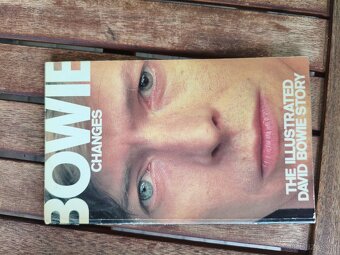 BOWIE
CHANGES
THE ILLUSTRATED
DAVID BOWIE STORY